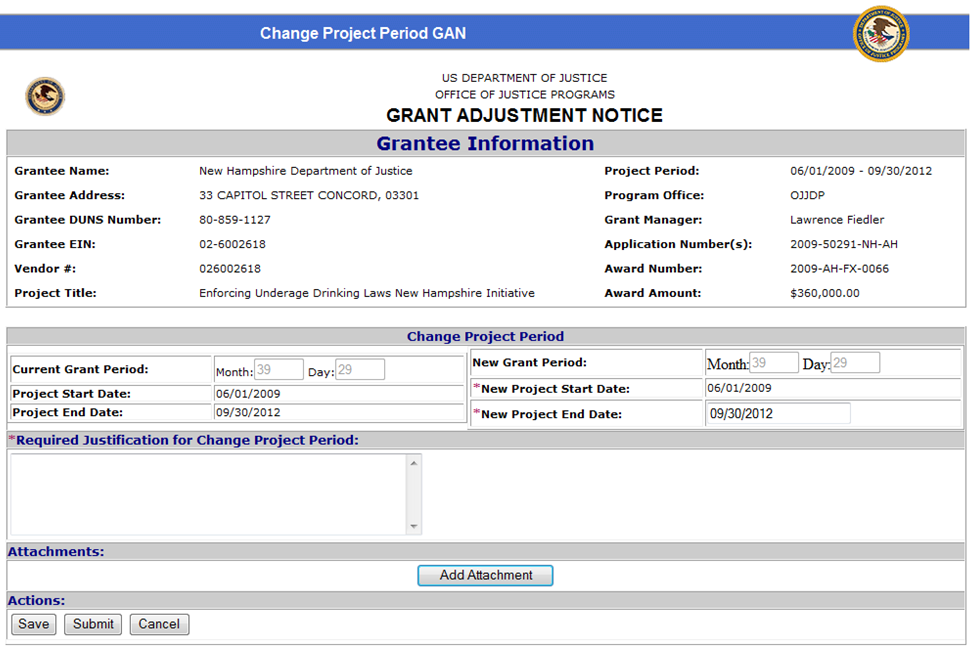 Change Project Period GAN
US DEPARTMENT OF JUSTICE
OFFICE OF JUSTICE PROGRAMS
GRANT ADJUSTMENT NOTICE
Grantee Information
Grantee Name: New Hampshire Department of Justice Project Period: 06/01/2009 - 09/30/2012
Grantee Address: 33 CAPITOL STREET CONCORD, 03301 Program Office: OJJDP
Grantee DUNS Number: 80-859-1127 Grant Manager: Lawrence Fiedler
Grantee EIN: 02-6002618 Application Number(s): 2009-50291-NH-AH
Vendor #: 026002618 Award Number: 2009-AH-FX-0066
Project Title: Enforcing Underage Drinking Laws New Hampshire Initiative Award Amount: $360,000.00
Change Project Period
Current Grant Period: Month: 39 Day: 29 New Grant Period: Month: 39 Day: 29
Project Start Date: 06/01/2009 *New Project Start Date: 06/01/2009
Project End Date: 09/30/2012 *New Project End Date: 09/30/2012
*Required Justification for Change Project Period:
Attachments:
Add Attachment
Actions:
Save Submit Cancel